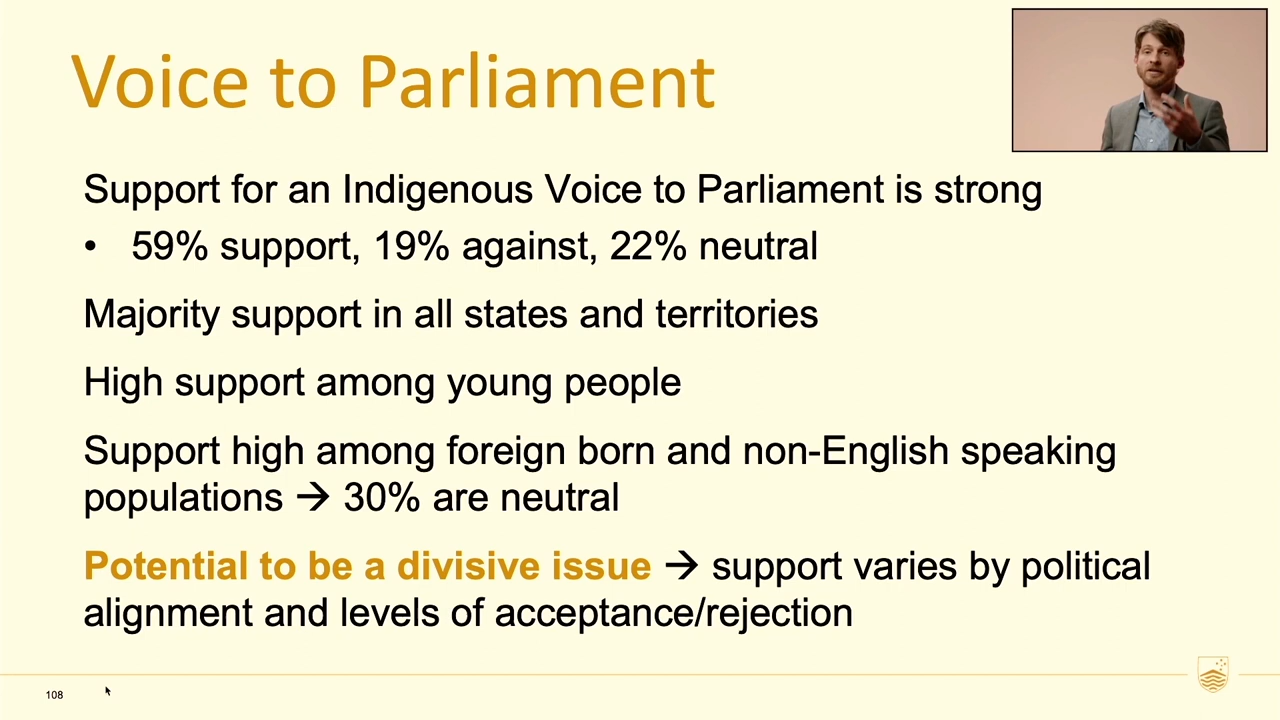 Voice to Parliament
Support for an Indigenous Voice to Parliament is strong
• 59% support, 19% against, 22% neutral
Majority support in all states and territories
High support among young people
Support high among foreign born and non-English speaking
populations → 30% are neutral
Potential to be a divisive issue → support varies by political
alignment and levels of acceptance/rejection
108